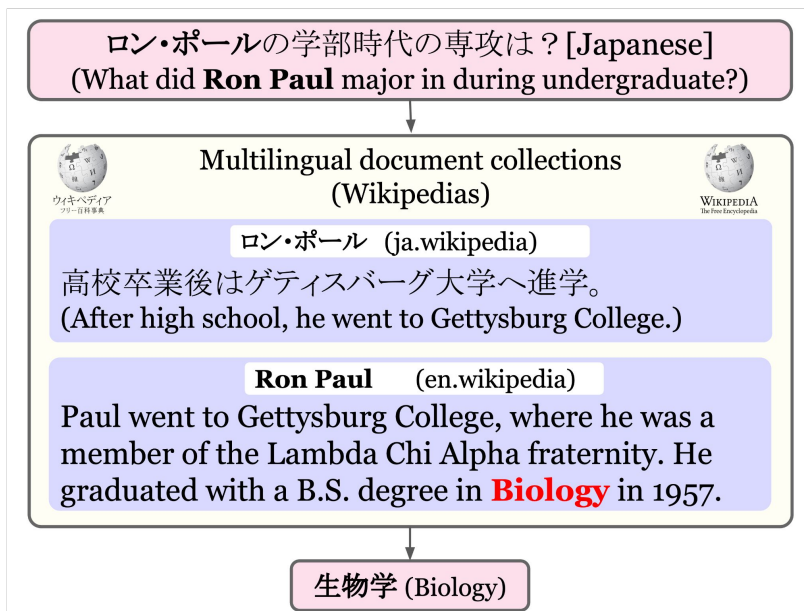 ロン・ポールの学部時代の専攻は？[Japanese]
(What did Ron Paul major in during undergraduate?)
Multilingual document collections
(Wikipedias)
ウィキペディア
フリー百科事典
WIKIPEDIA
The Free Encyclopedia
ロン・ポール (ja.wikipedia)
高校卒業後はゲティスバーグ大学へ進学。
(After high school, he went to Gettysburg College.)
Ron Paul (en.wikipedia)
Paul went to Gettysburg College, where he was a
member of the Lambda Chi Alpha fraternity. He
graduated with a B.S. degree in Biology in 1957.
生物学 (Biology)